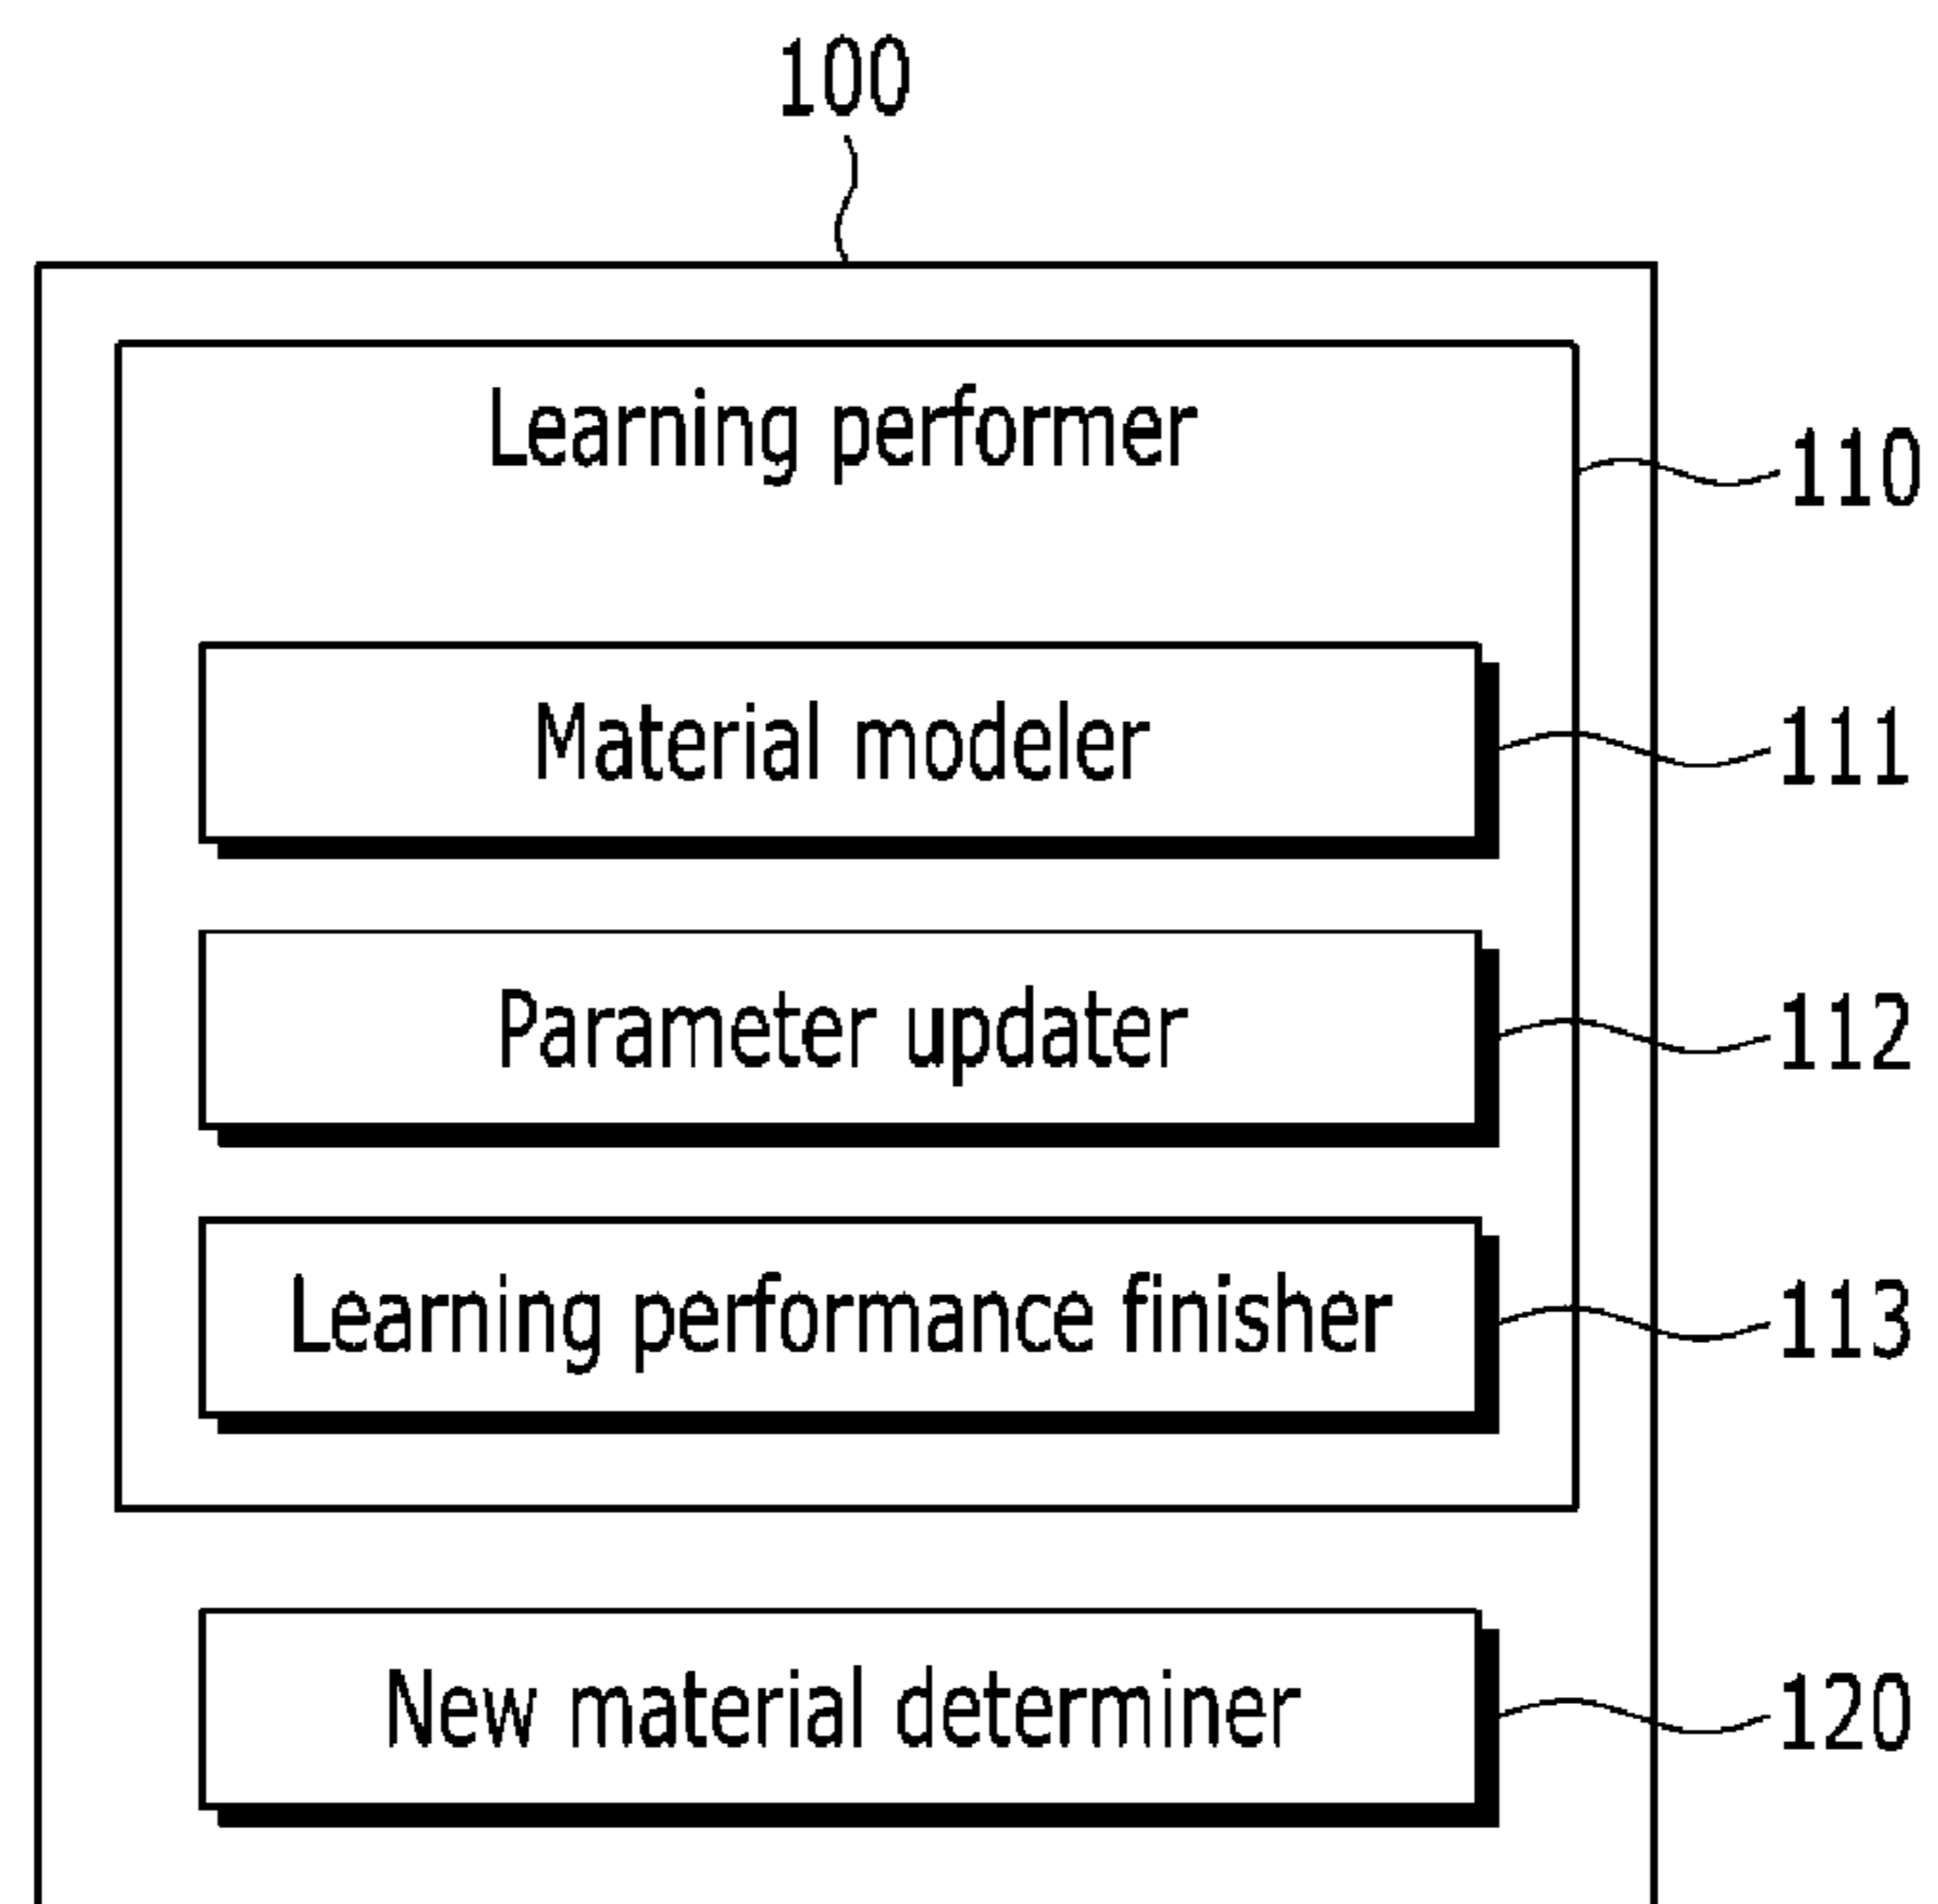 100
Learning performer
110
Material modeler
111
Parameter updater
112
Learning performance finisher
113
New material determiner
120